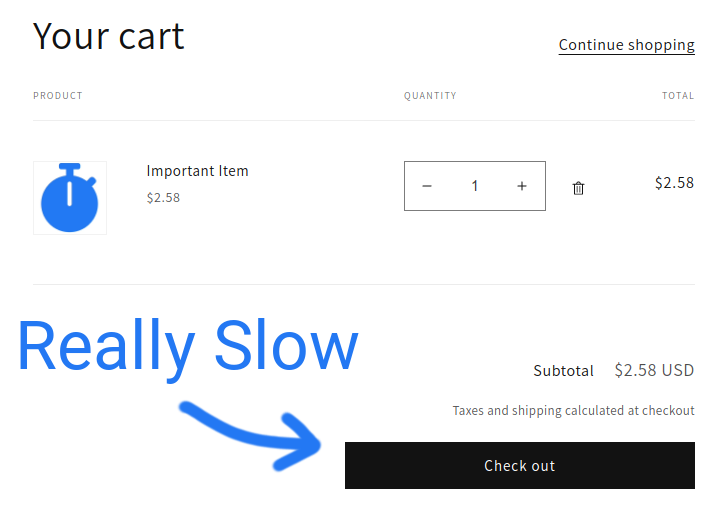 Your cart
Continue shopping
PRODUCT QUANTITY TOTAL
Important Item
$2.58
− 1 +
$2.58
Really Slow
Subtotal $2.58 USD
Taxes and shipping calculated at checkout
Check out